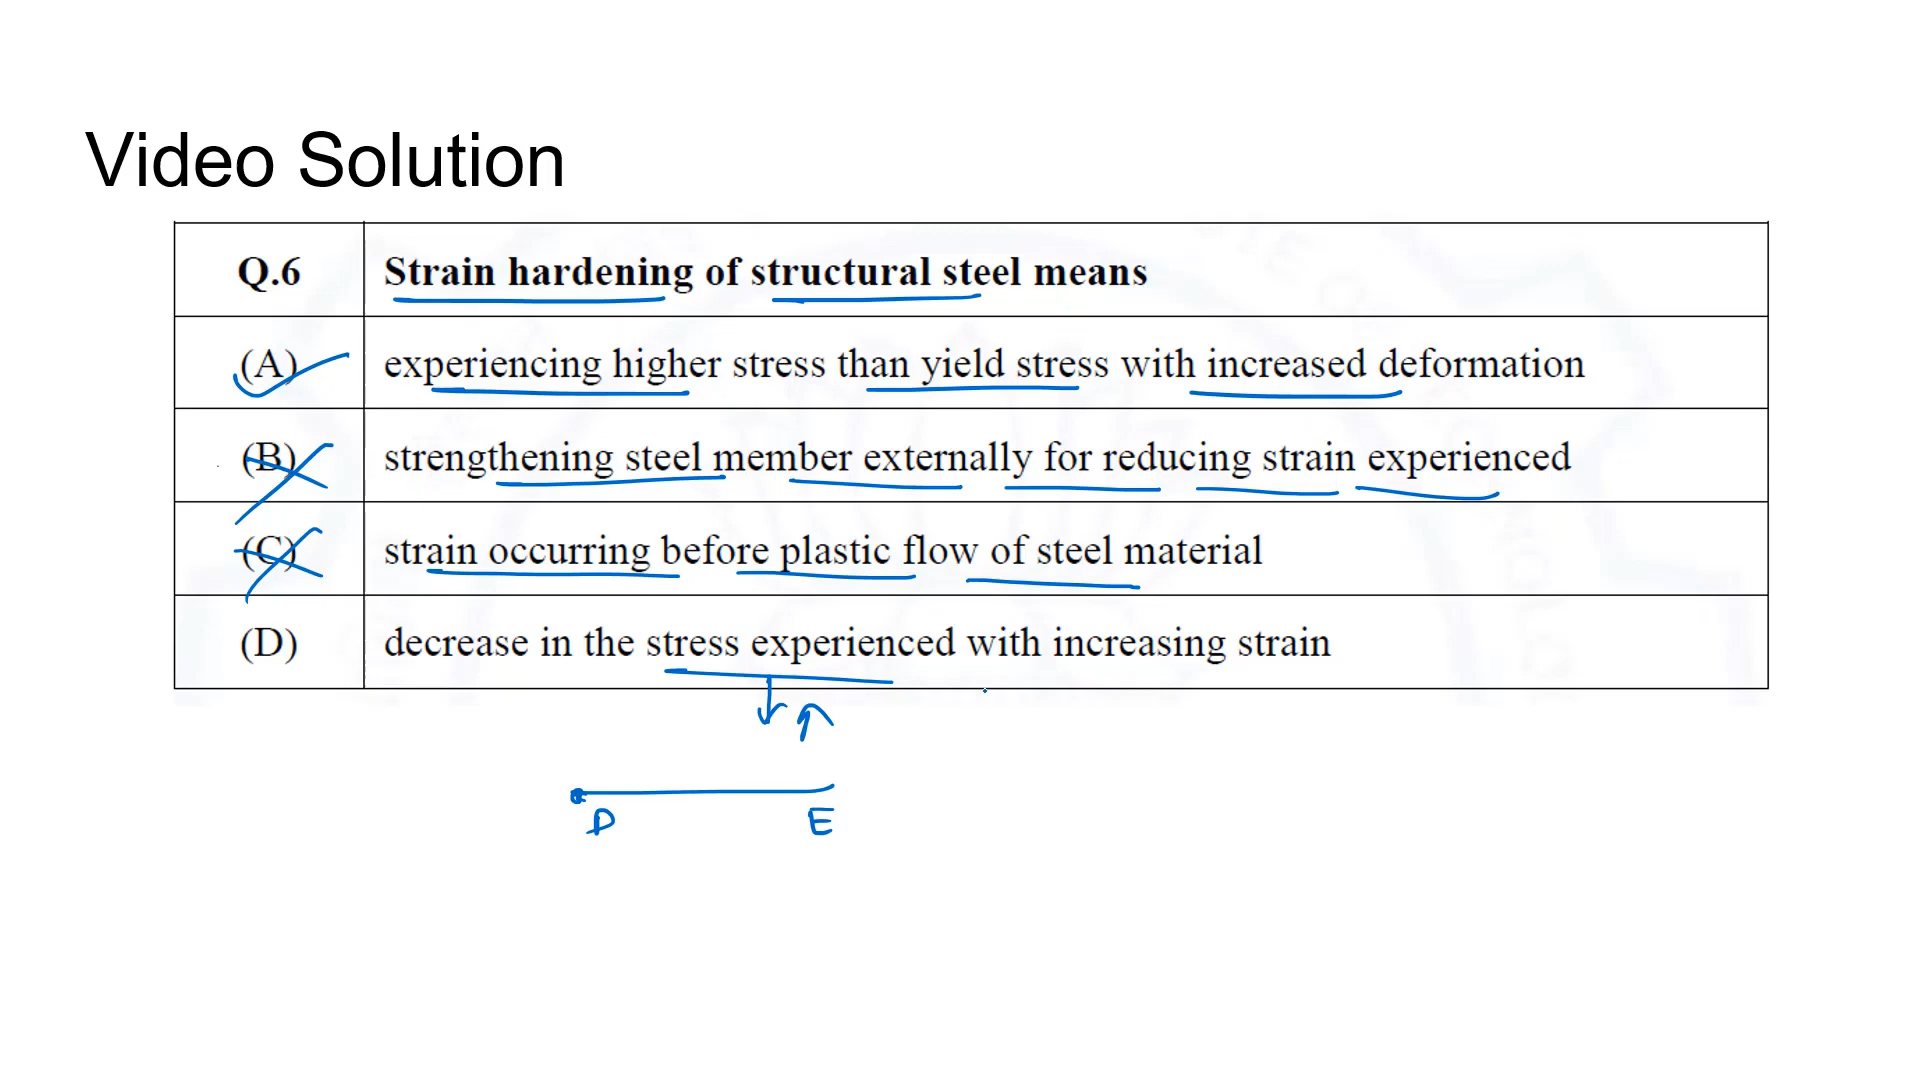 Video Solution
Q.6 Strain hardening of structural steel means
(A) experiencing higher stress than yield stress with increased deformation
(B) strengthening steel member externally for reducing strain experienced
(C) strain occurring before plastic flow of steel material
(D) decrease in the stress experienced with increasing strain
D E